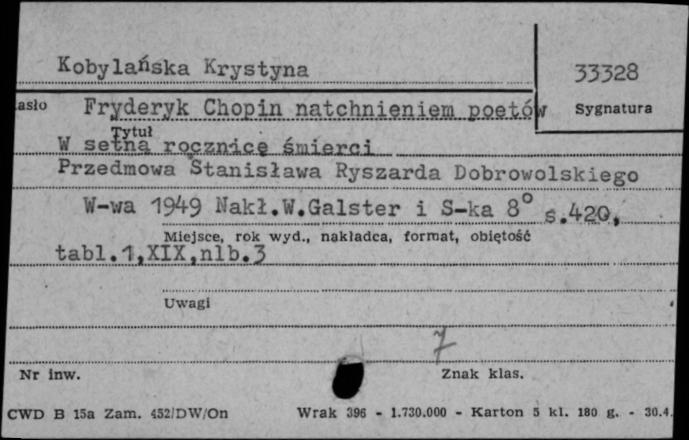 Kobylańska Krystyna
33328
asło Fryderyk Chopin natchnieniem poetów
Sygnatura
Tytuł
W setną rocznicę śmierci
Przedmowa Stanisława Ryszarda Dobrowolskiego
W-wa 1949 Nakł.W.Galster i S-ka 8° s.420,
Miejsce, rok wyd., nakładca, format, objętość
tabl.1,XIX,nlb.3
Uwagi
7
Nr inw.
Znak klas.
CWD B 15a Zam. 452/DW/On Wrak 396 - 1.730.000 - Karton 5 kl. 180 g. - 30.4.